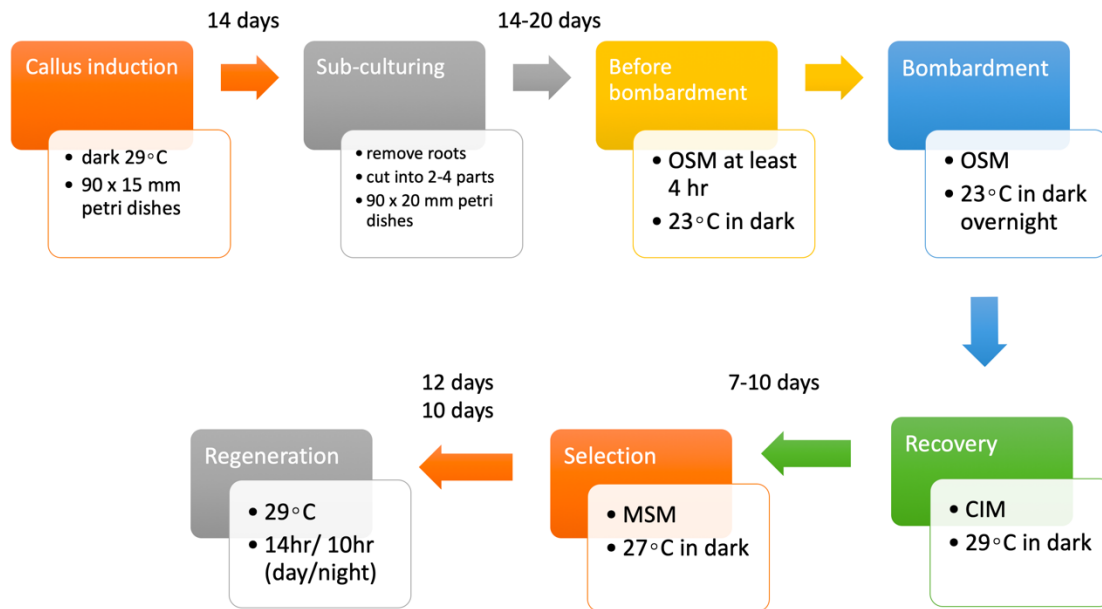 14 days
14-20 days
Callus induction
• dark 29◦C
• 90 x 15 mm
petri dishes
Sub-culturing
• remove roots
• cut into 2-4 parts
• 90 x 20 mm petri
dishes
Before
bombardment
• OSM at least
4 hr
• 23◦C in dark
Bombardment
• OSM
• 23◦C in dark
overnight
7-10 days
12 days
10 days
Recovery
• CIM
• 29◦C in dark
Selection
• MSM
• 27◦C in dark
Regeneration
• 29◦C
• 14hr/ 10hr
(day/night)